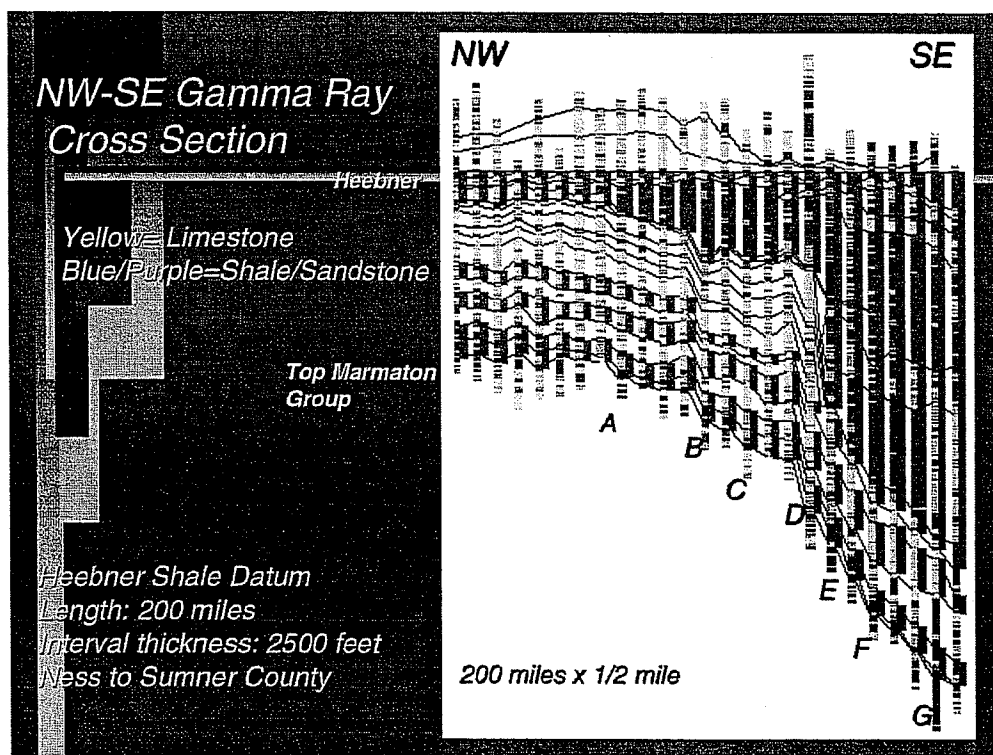 NW-SE Gamma Ray
Cross Section
Heebner
Yellow= Limestone
Blue/Purple=Shale/Sandstone
Top Marmaton
Group
Heebner Shale Datum
Length: 200 miles
Interval thickness: 2500 feet
Ness to Sumner County
NW
SE
A
B
C
D
E
F
G
200 miles x 1/2 mile